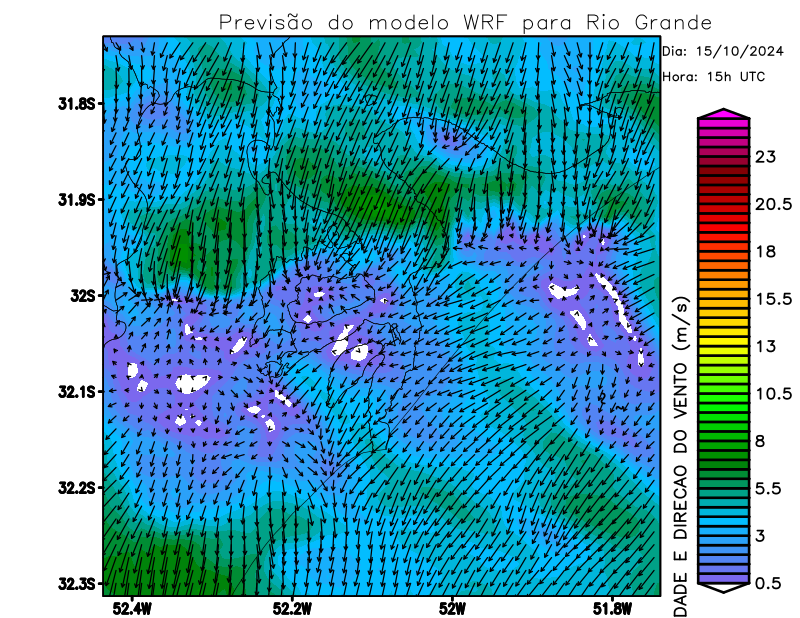 Previsão do modelo WRF para Rio Grande
Dia: 15/10/2024
Hora: 15h UTC
31.8S
31.9S
32S
32.1S
32.2S
32.3S
52.4W
52.2W
52W
51.8W
23
20.5
18
15.5
13
10.5
8
5.5
3
0.5
DADE E DIRECAO DO VENTO (m/s)